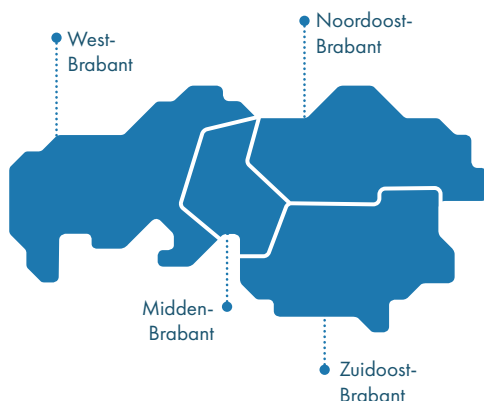 West-
Brabant
Noordoost-
Brabant
Midden-
Brabant
Zuidoost-
Brabant